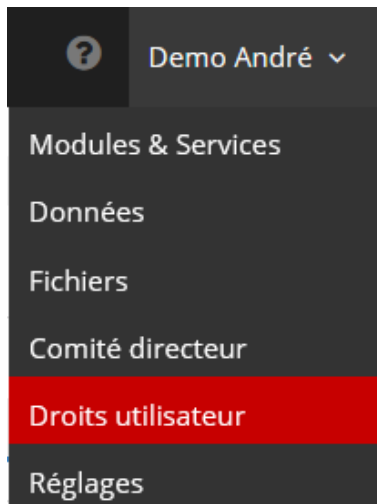 Demo André
Modules & Services
Données
Fichiers
Comité directeur
Droits utilisateur
Réglages